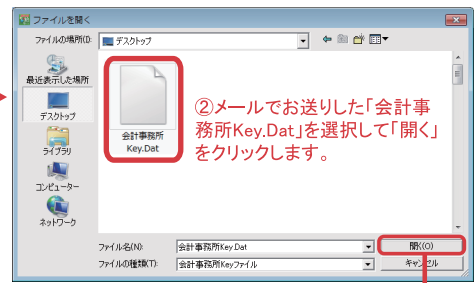 ファイルを開く
ファイルの場所(I):
デスクトップ
最近表示した場所
デスクトップ
ライブラリ
コンピューター
ネットワーク
会計事務所
Key.Dat
②メールでお送りした「会計事
務所Key.Dat」を選択して「開く」
をクリックします。
ファイル名(N):
会計事務所Key.Dat
開く(O)
ファイルの種類(T):
会計事務所Keyファイル
キャンセル